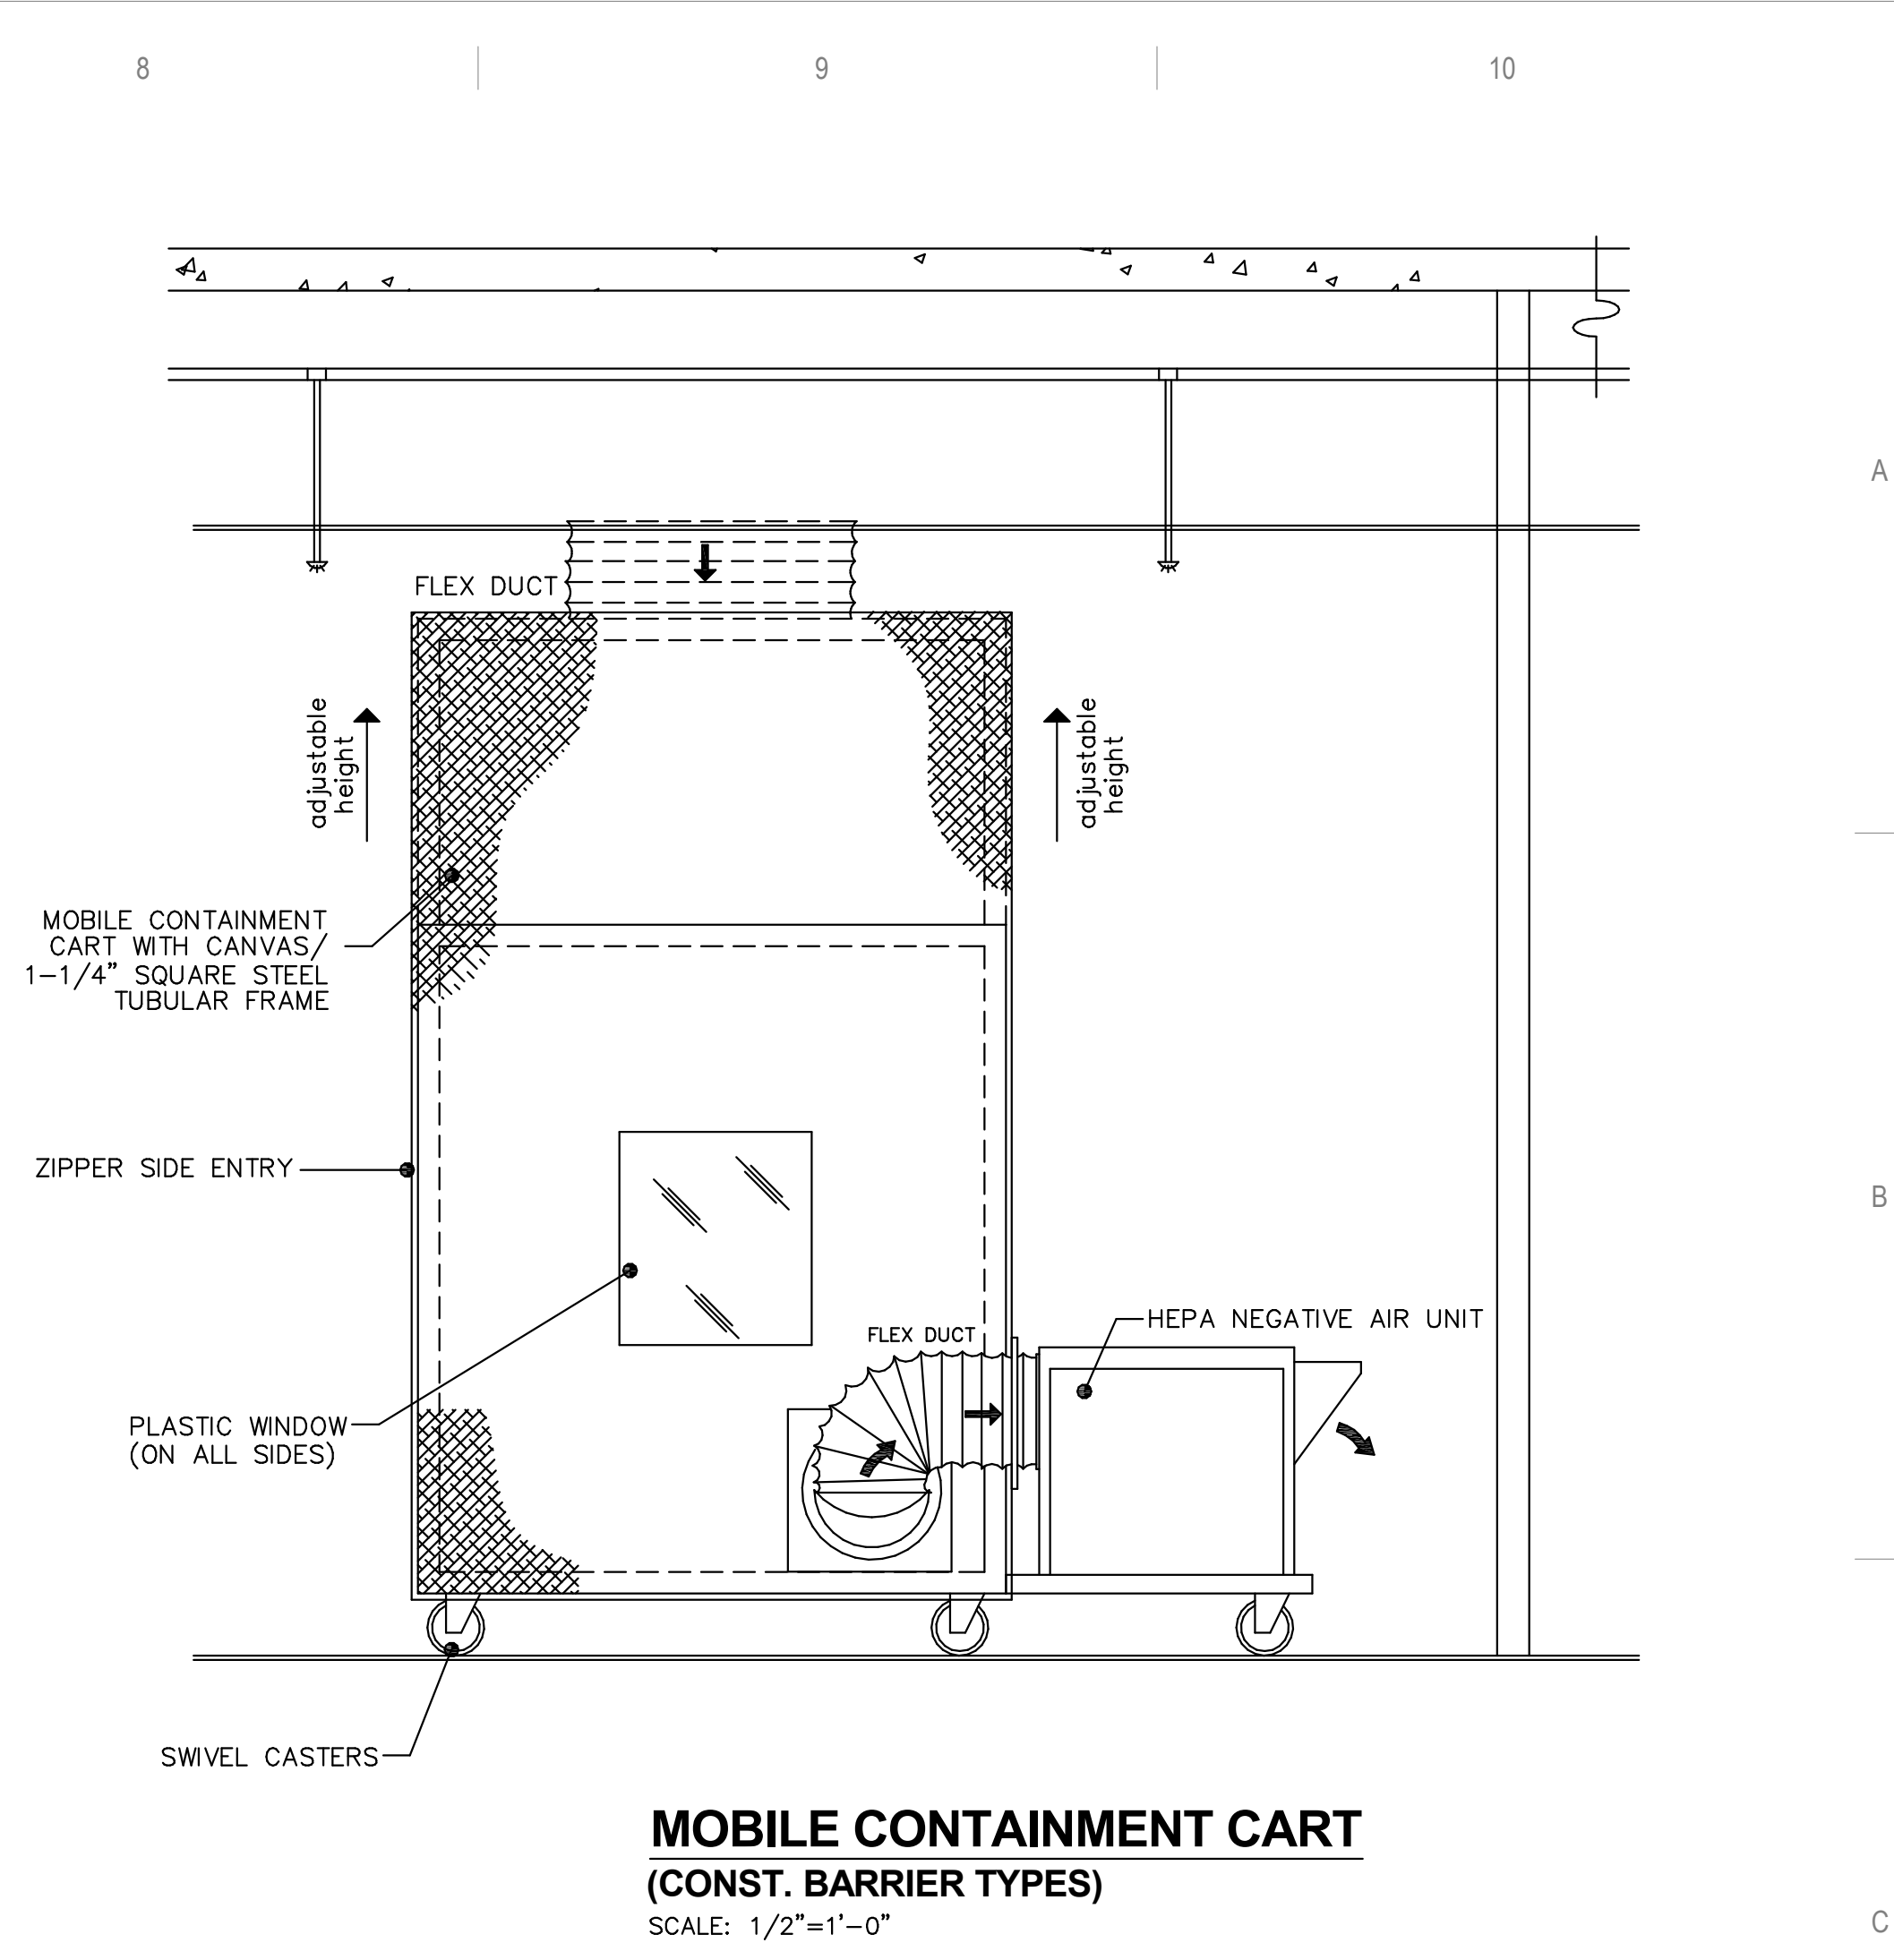 8
9
10
A
FLEX DUCT
adjustable
height
adjustable
height
MOBILE CONTAINMENT
CART WITH CANVAS/
1-1/4" SQUARE STEEL
TUBULAR FRAME
ZIPPER SIDE ENTRY
B
HEPA NEGATIVE AIR UNIT
FLEX DUCT
PLASTIC WINDOW
(ON ALL SIDES)
SWIVEL CASTERS
MOBILE CONTAINMENT CART
(CONST. BARRIER TYPES)
SCALE: 1/2"=1'-0"
C